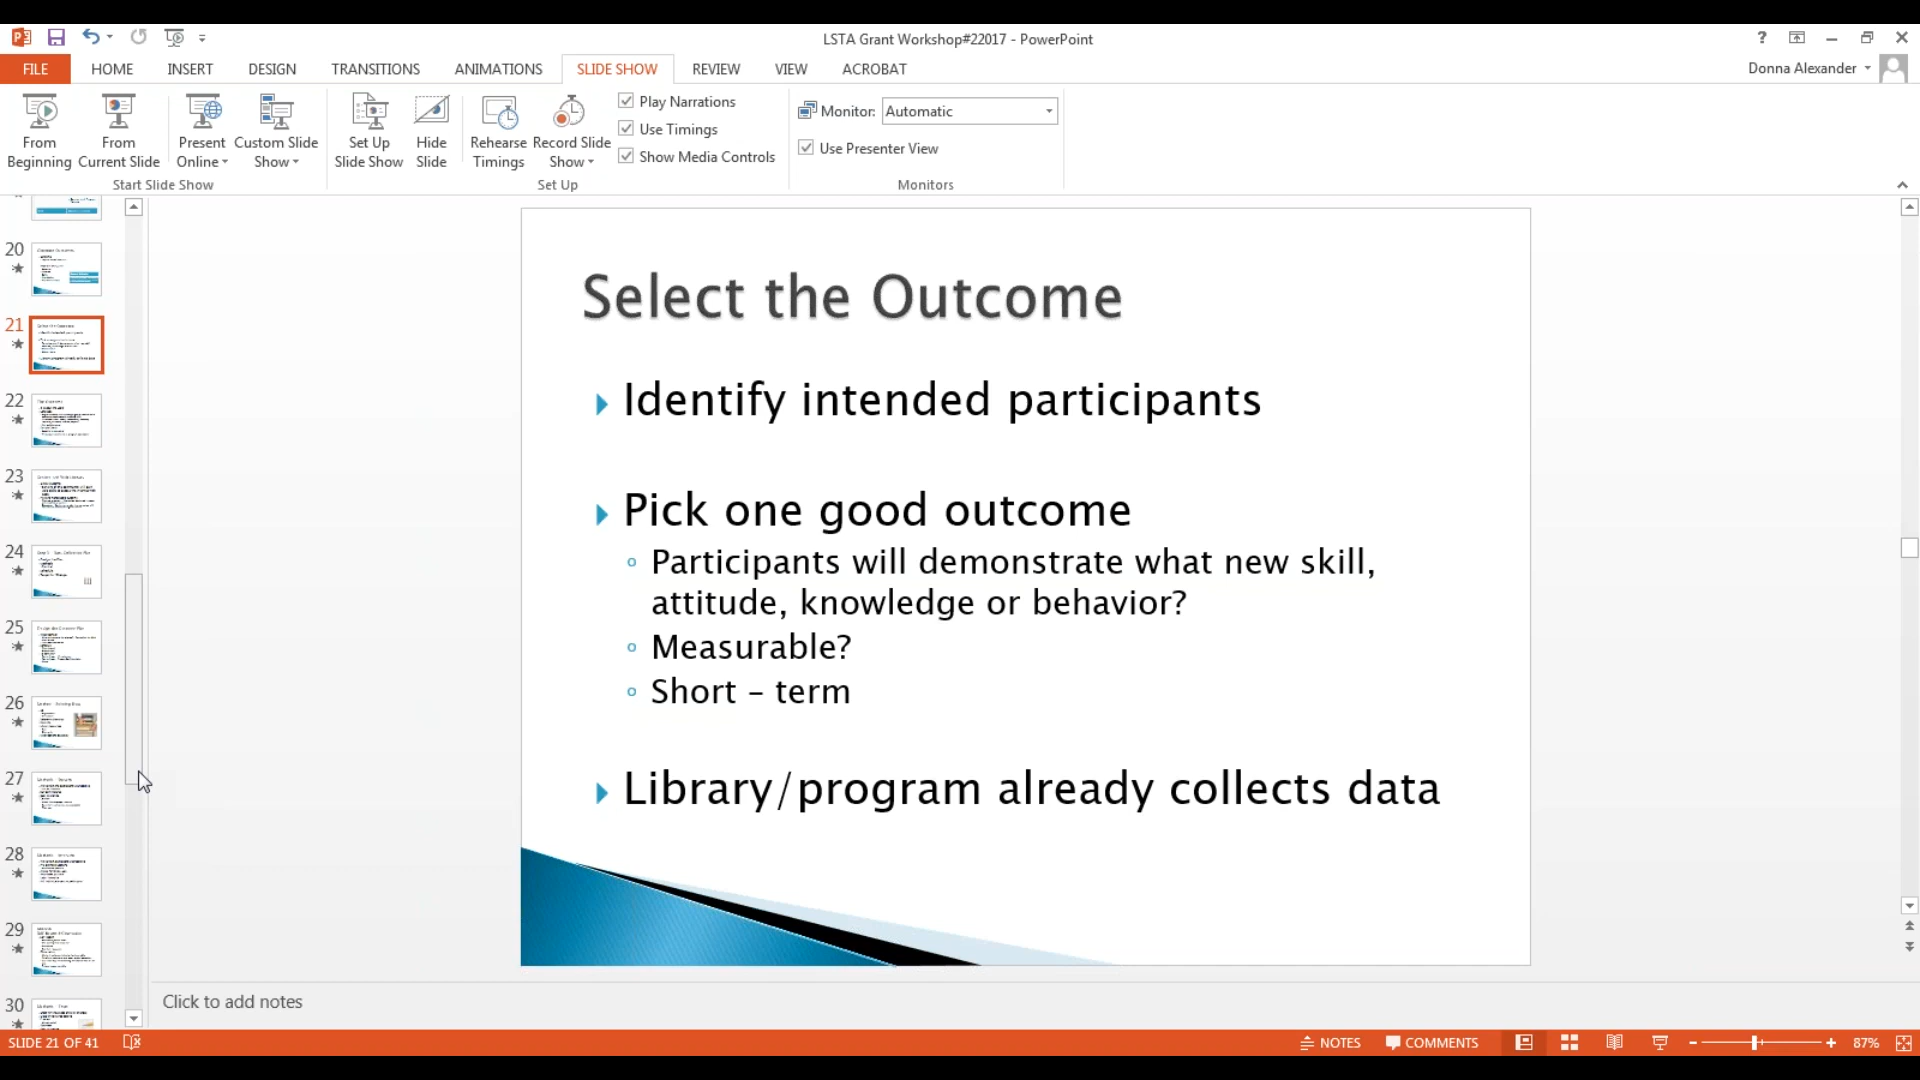 LSTA Grant Workshop#22017 - PowerPoint
?
FILE
HOME
INSERT
DESIGN
TRANSITIONS
ANIMATIONS
SLIDE SHOW
REVIEW
VIEW
ACROBAT
Donna Alexander
From
Beginning
From
Current Slide
Present
Online
Custom Slide
Show
Start Slide Show
Set Up
Slide Show
Hide
Slide
Rehearse
Timings
Record Slide
Show
Play Narrations
Use Timings
Show Media Controls
Set Up
Monitor: Automatic
Use Presenter View
Monitors
20
21
22
23
24
25
26
27
28
29
30
Select the Outcome
Identify intended participants
Pick one good outcome
Participants will demonstrate what new skill,
attitude, knowledge or behavior?
Measurable?
Short – term
Library/program already collects data
Click to add notes
SLIDE 21 OF 41
NOTES
COMMENTS
87%